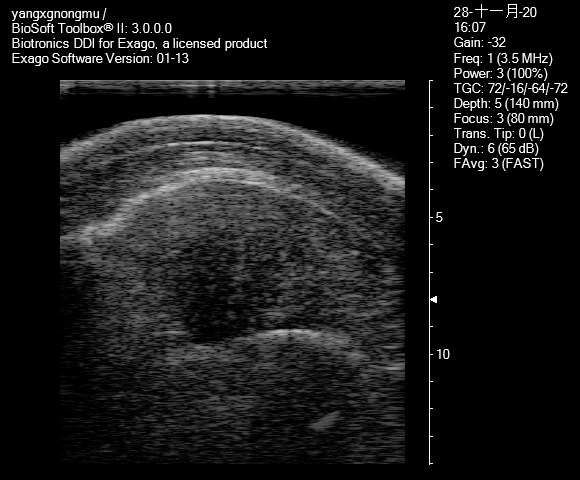 yangxgnongmu /
BioSoft Toolbox® II: 3.0.0.0
Biotronics DDI for Exago, a licensed product
Exago Software Version: 01-13
28-十一月-20
16:07
Gain: -32
Freq: 1 (3.5 MHz)
Power: 3 (100%)
TGC: 72/-16/-64/-72
Depth: 5 (140 mm)
Focus: 3 (80 mm)
Trans. Tip: 0 (L)
Dyn.: 6 (65 dB)
FAvg: 3 (FAST)
5
10